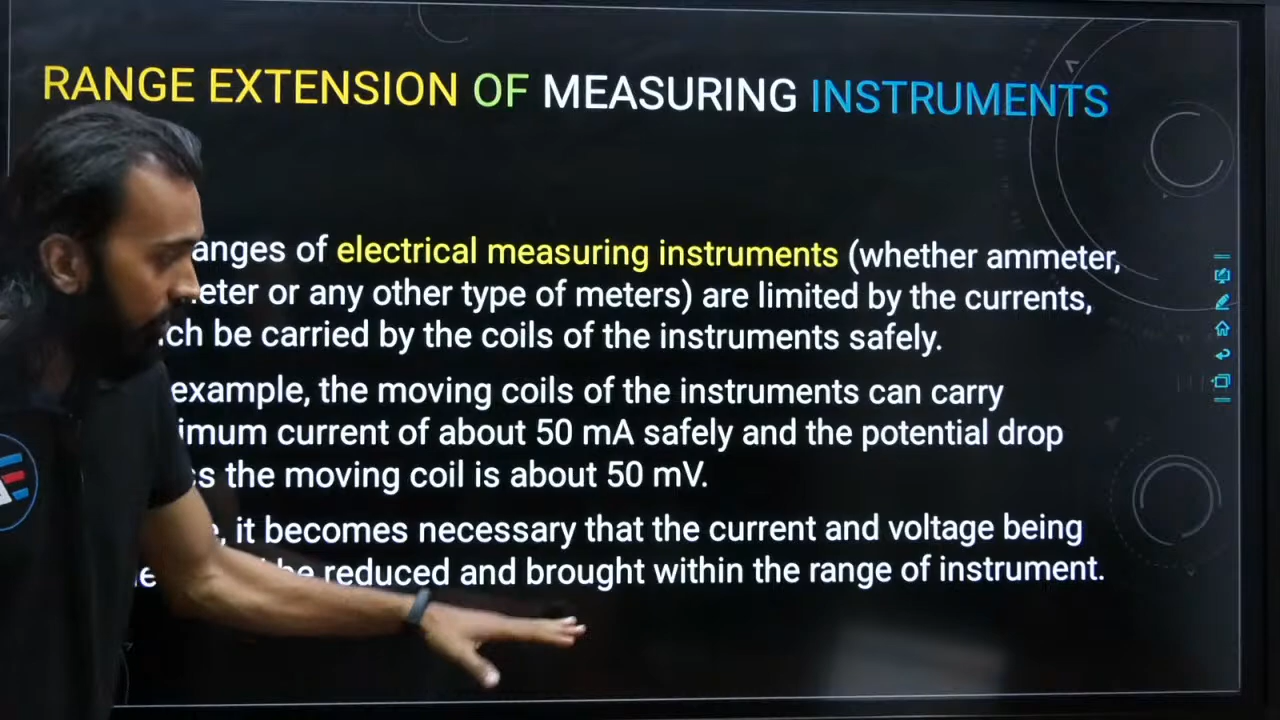 RANGE EXTENSION OF MEASURING INSTRUMENTS
anges of electrical measuring instruments (whether ammeter,
eter or any other type of meters) are limited by the currents,
ch be carried by the coils of the instruments safely.
example, the moving coils of the instruments can carry
imum current of about 50 mA safely and the potential drop
s the moving coil is about 50 mV.
, it becomes necessary that the current and voltage being
be reduced and brought within the range of instrument.